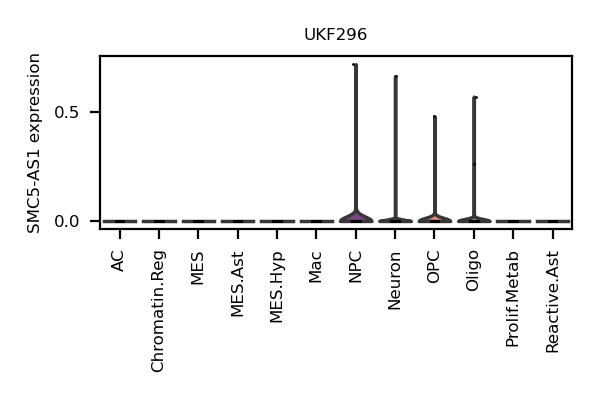 UKF296
SMC5-AS1 expression
0.5
0.0
AC
Chromatin.Reg
MES
MES.Ast
MES.Hyp
Mac
NPC
Neuron
OPC
Oligo
Prolif.Metab
Reactive.Ast